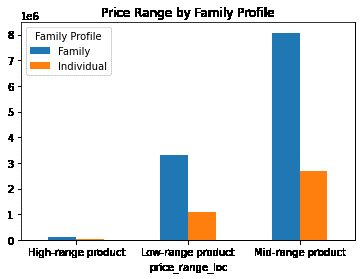 Price Range by Family Profile
1e6
Family Profile
Family
Individual
8
7
6
5
4
3
2
1
0
High-range product Low-range product Mid-range product
price_range_loc